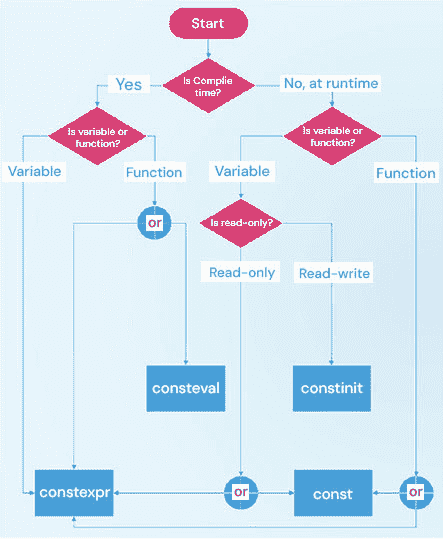 Start
Is Complie
time?
Yes
No, at runtime
Is variable or
function?
Is variable or
function?
Variable
Function
Variable
Function
or
Is read-only?
Read-only
Read-write
consteval
constinit
constexpr
or
const
or